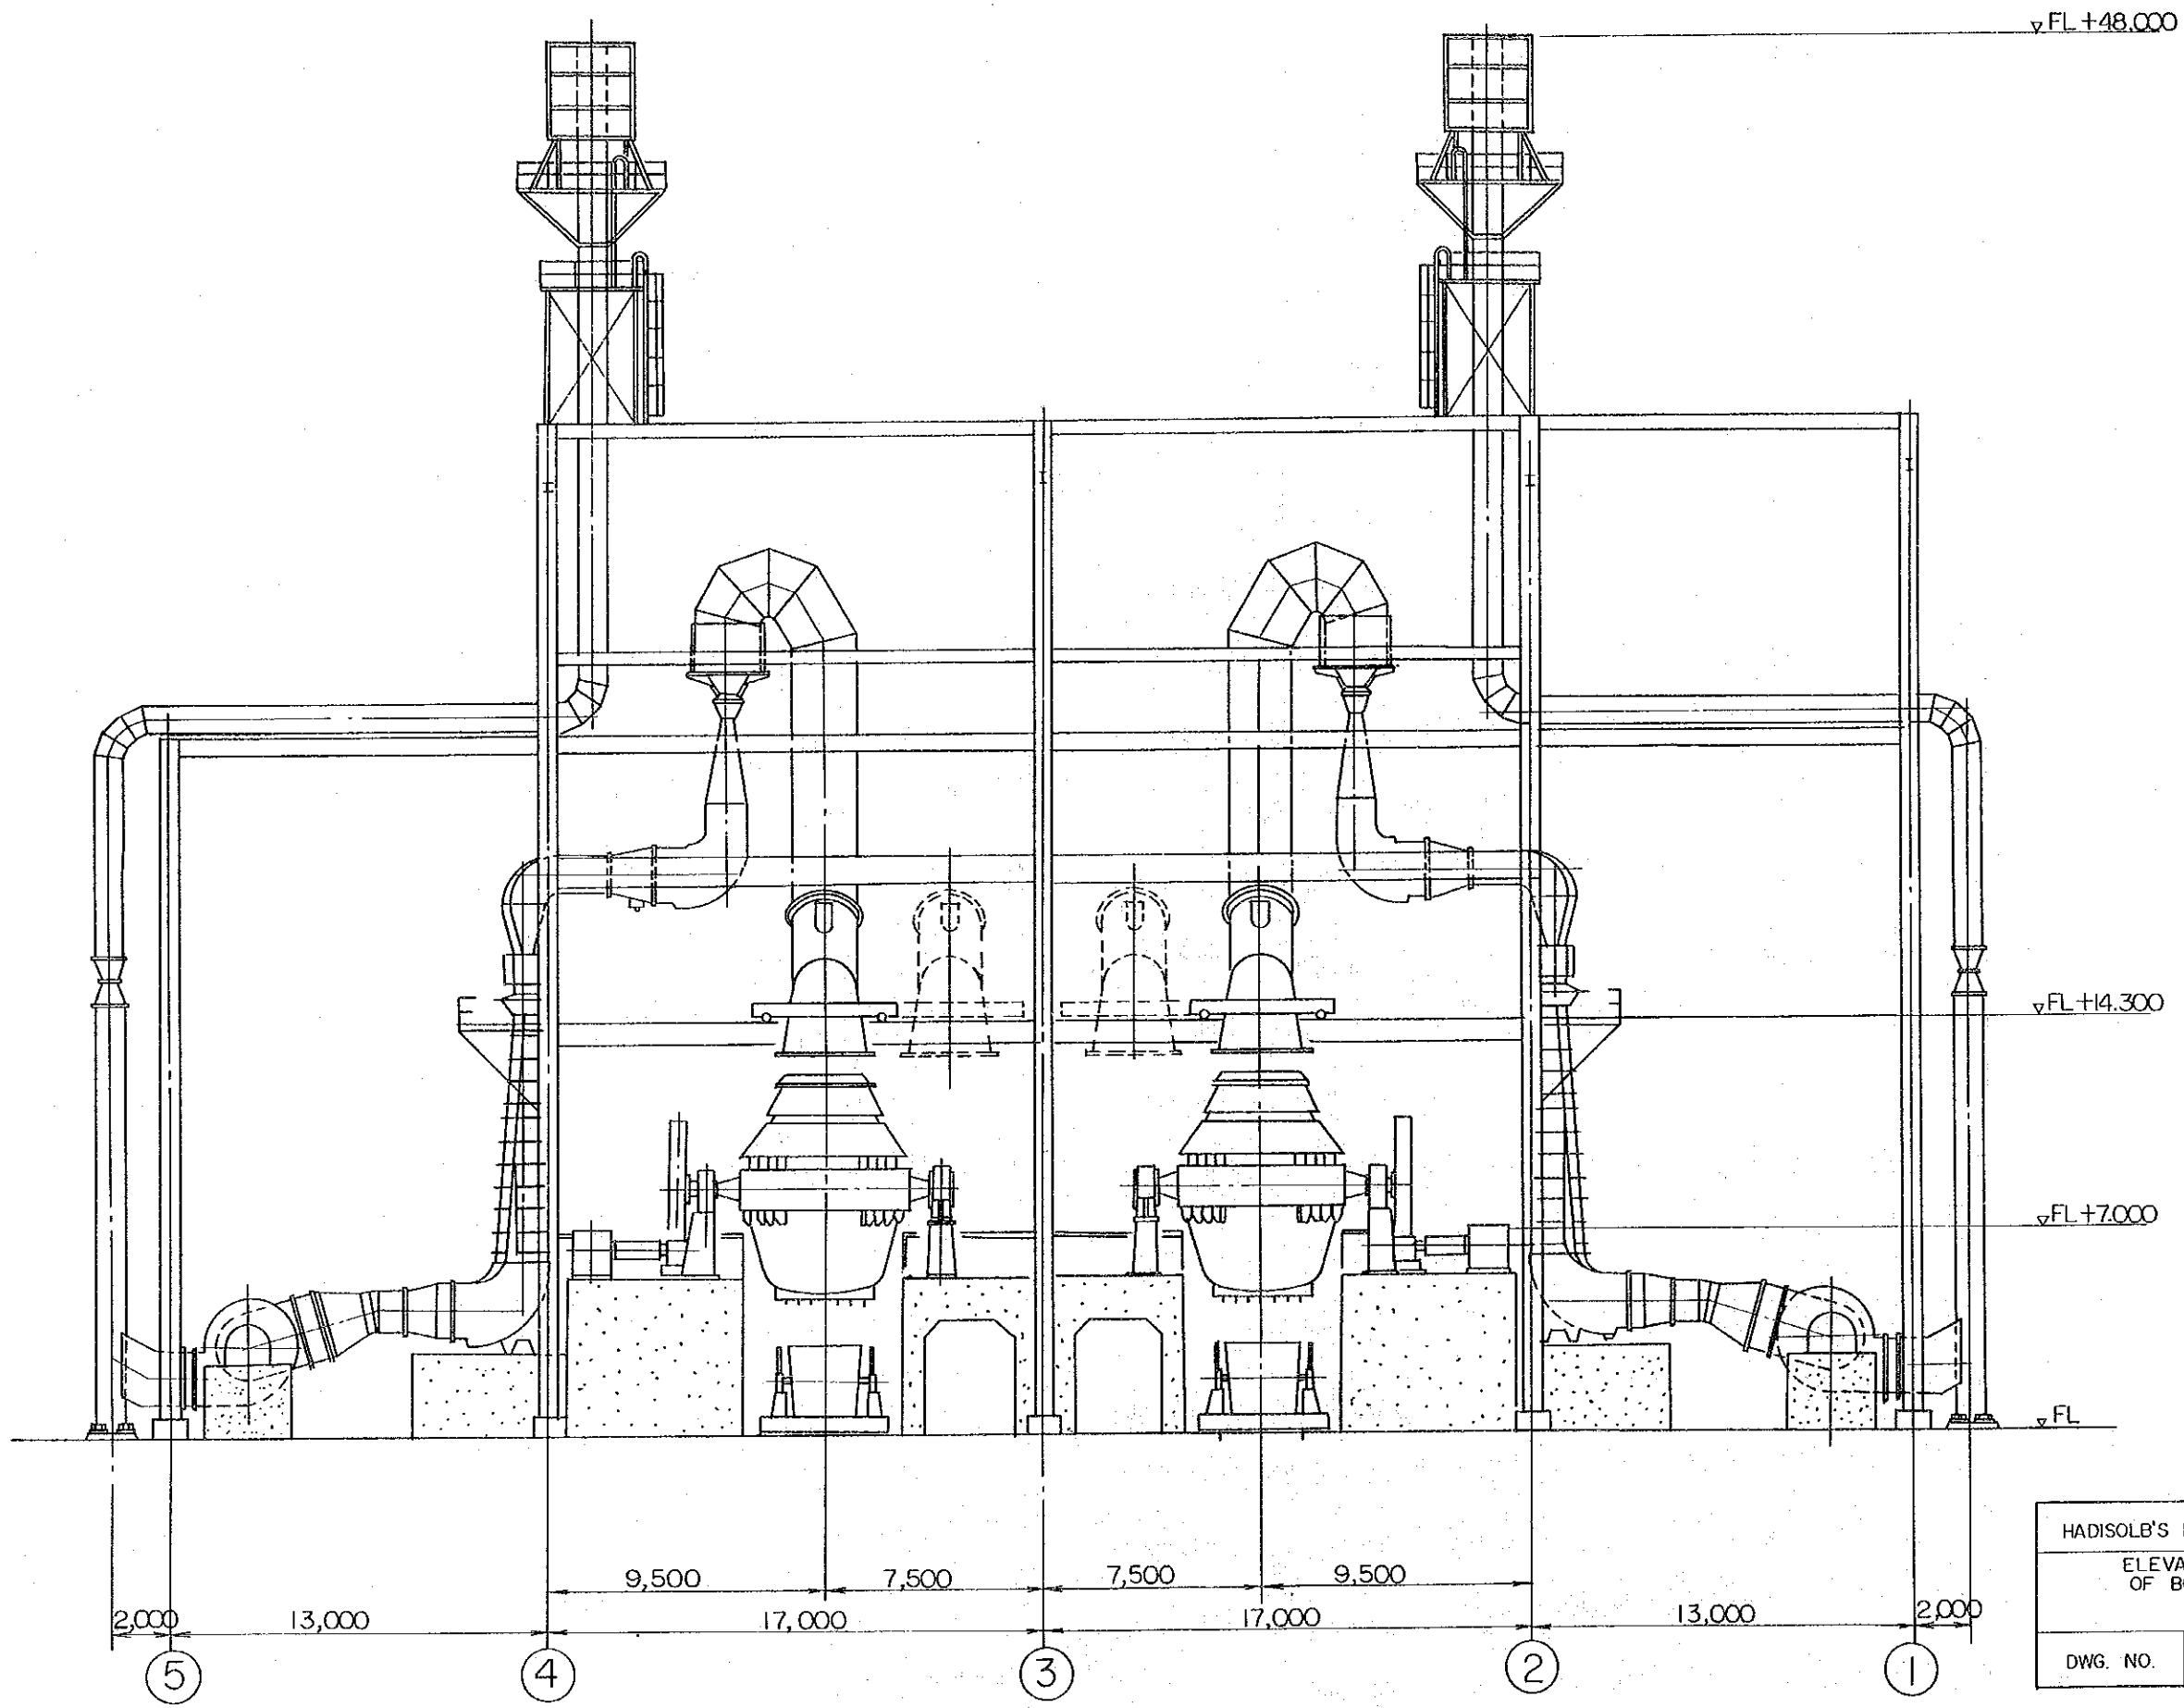 ▽FL+48.000
▽FL+14.300
▽FL+7.000
▽FL
9,500 7,500 7,500 9,500
2,000 13,000 17,000 17,000 13,000 2,000
5 4 3 2 1
HADISOLB'S
ELEVA
OF B
DWG. NO.